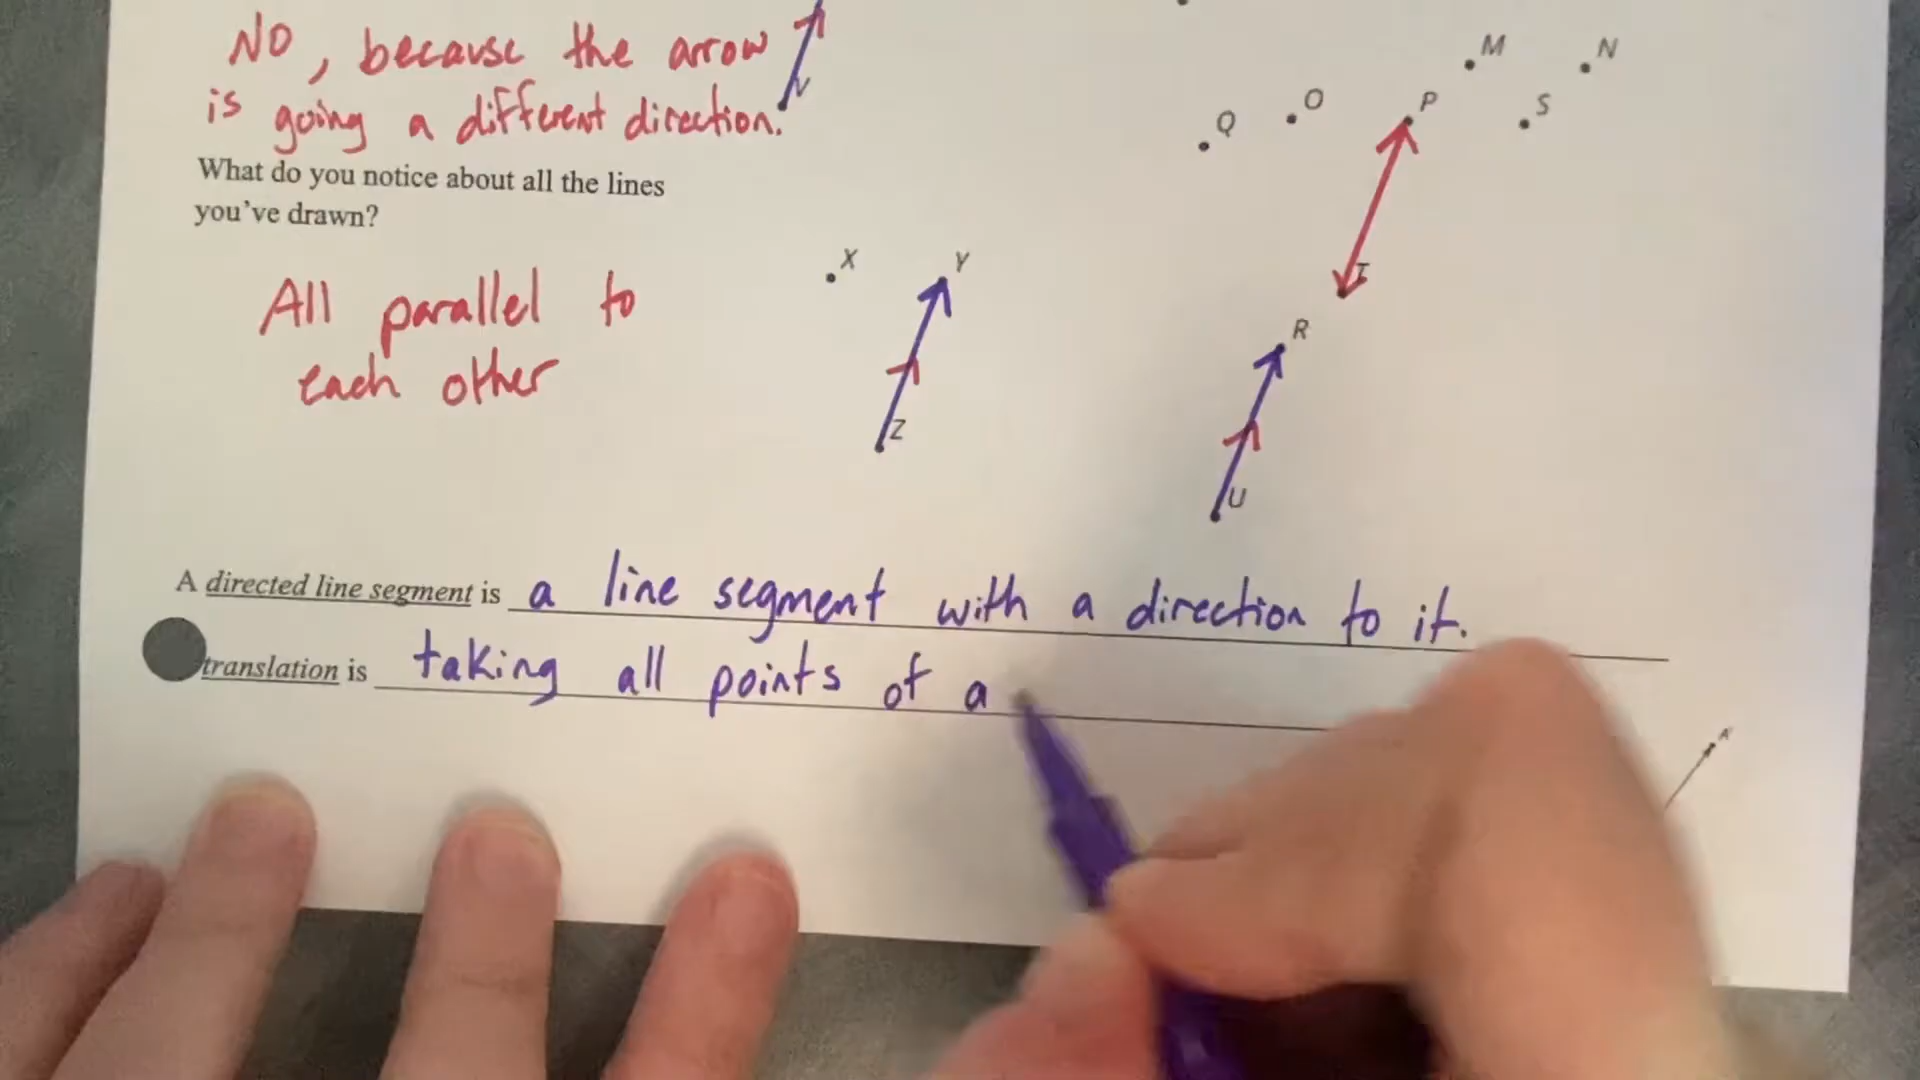 NO, because the arrow
is going a different direction.
V
M
N
Q
O
P
S
What do you notice about all the lines
you've drawn?
All parallel to
each other
X
Y
Z
I
R
U
A directed line segment is a line segment with a direction to it.
translation is taking all points of a
A'